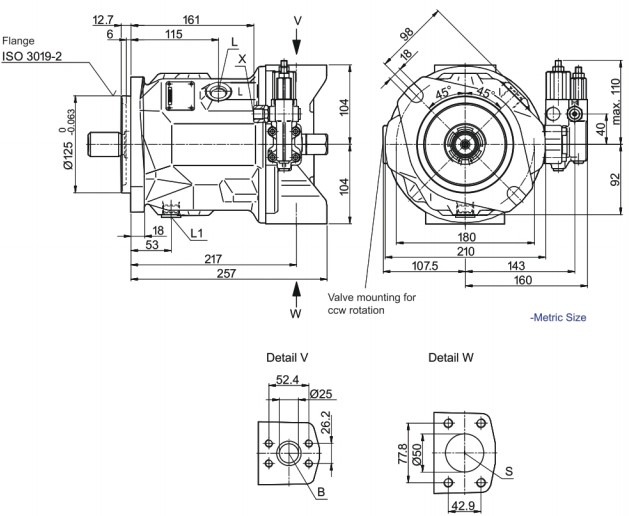 12.7
161
V
6
115
L
X
Flange
ISO 3019-2
L
L
Ø125 0 -0.063
104
104
18
L1
53
217
257
W
98
18
45°
45°
max. 110
40
92
180
210
107.5
143
160
Valve mounting for
ccw rotation
-Metric Size
Detail V
Detail W
52.4
Ø25
26.2
B
77.8
Ø50
S
42.9